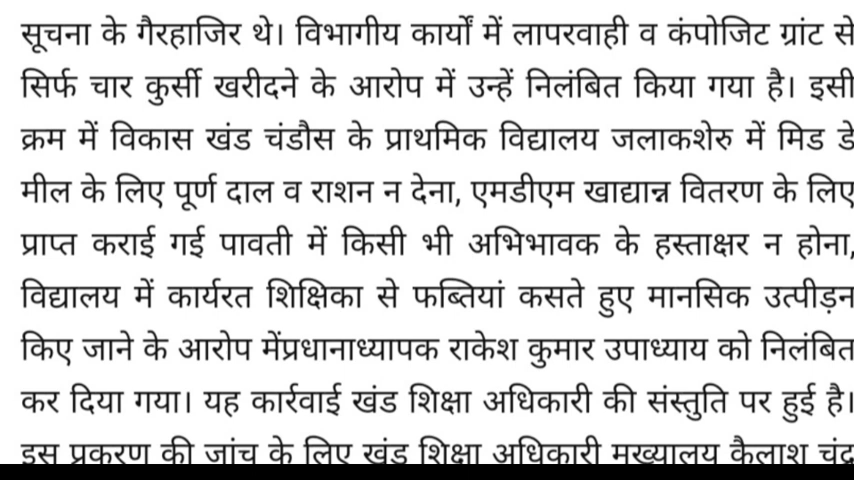 सूचना के गैरहाजिर थे। विभागीय कार्यों में लापरवाही व कंपोजिट ग्रांट से
सिर्फ चार कुर्सी खरीदने के आरोप में उन्हें निलंबित किया गया है। इसी
क्रम में विकास खंड चंडौस के प्राथमिक विद्यालय जलाकशेरु में मिड डे
मील के लिए पूर्ण दाल व राशन न देना, एमडीएम खाद्यान्न वितरण के लिए
प्राप्त कराई गई पावती में किसी भी अभिभावक के हस्ताक्षर न होना,
विद्यालय में कार्यरत शिक्षिका से फब्तियां कसते हुए मानसिक उत्पीड़न
किए जाने के आरोप मेंप्रधानाध्यापक राकेश कुमार उपाध्याय को निलंबित
कर दिया गया। यह कार्रवाई खंड शिक्षा अधिकारी की संस्तुति पर हुई है।
इस प्रकरण की जांच के लिए खंड शिक्षा अधिकारी मुख्यालय कैलाश चंद्र